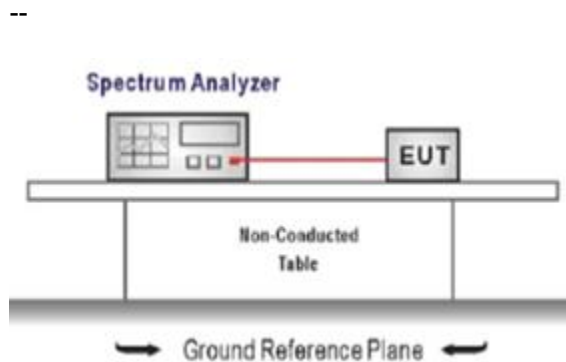 --
Spectrum Analyzer
EUT
Non-Conducted
Table
Ground Reference Plane